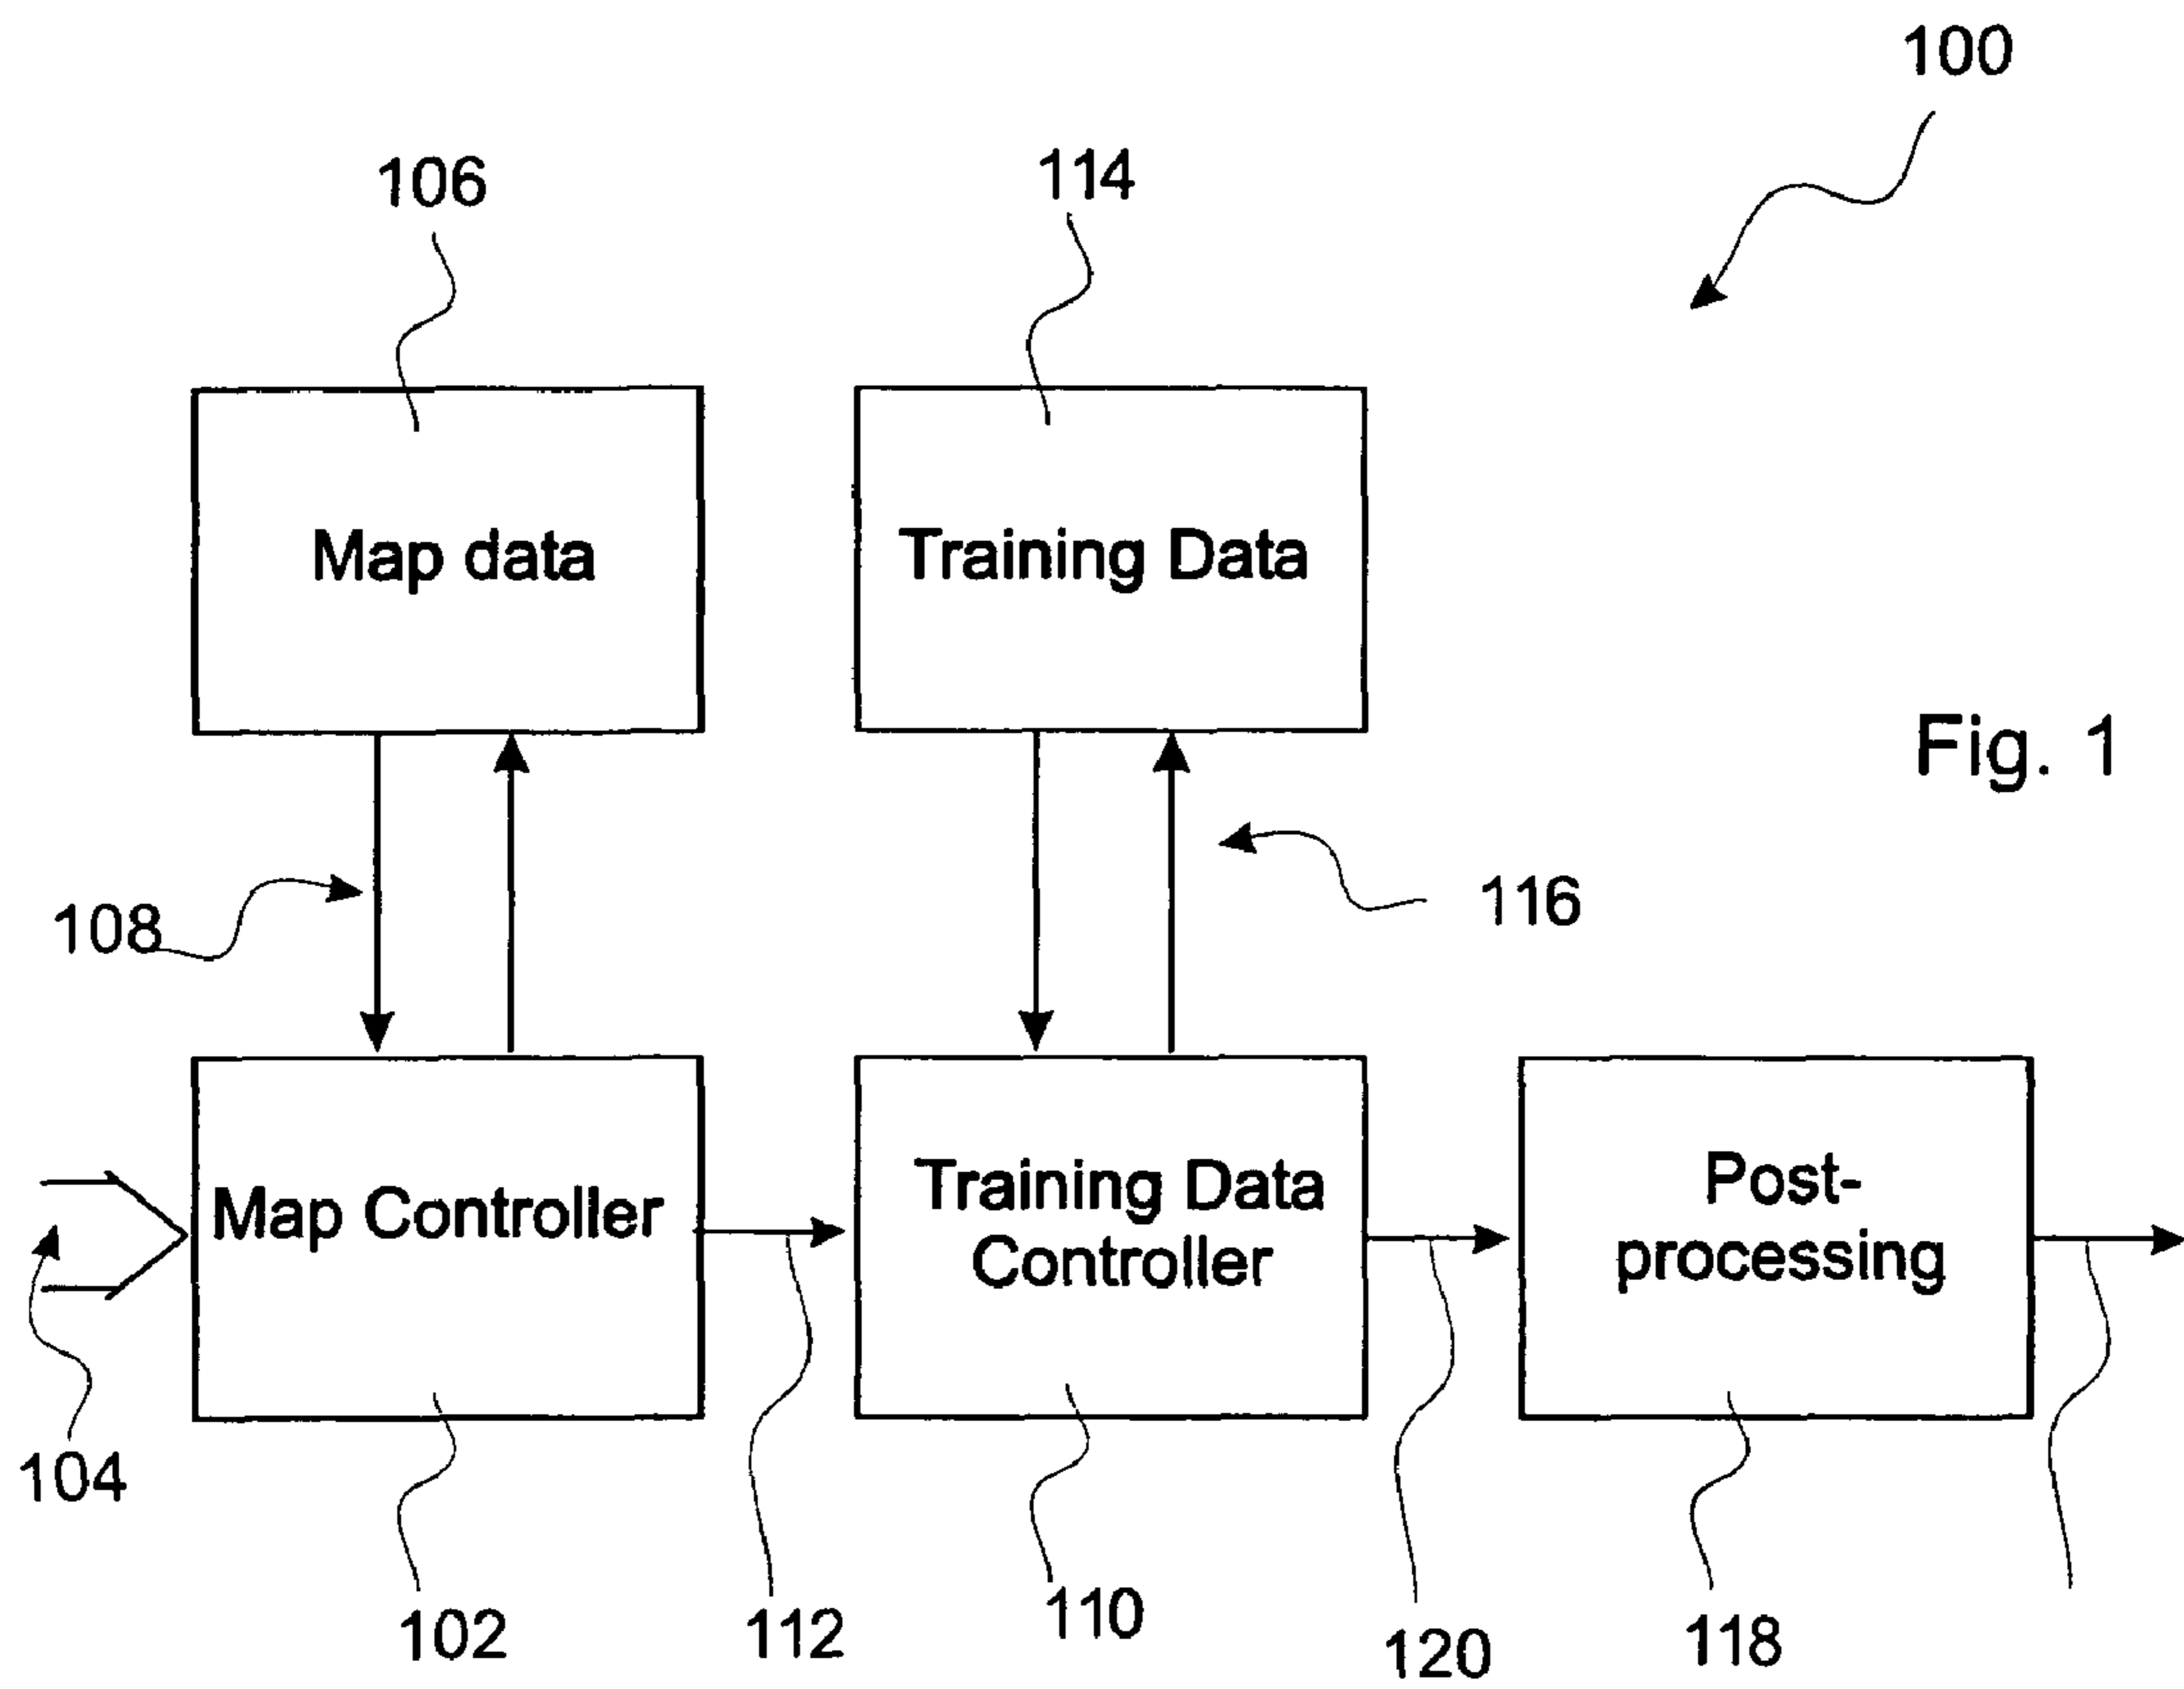 100
106
114
Map data
Training Data
Fig. 1
108
116
Map Controller
Training Data
Controller
Post-
processing
104
102
112
110
120
118